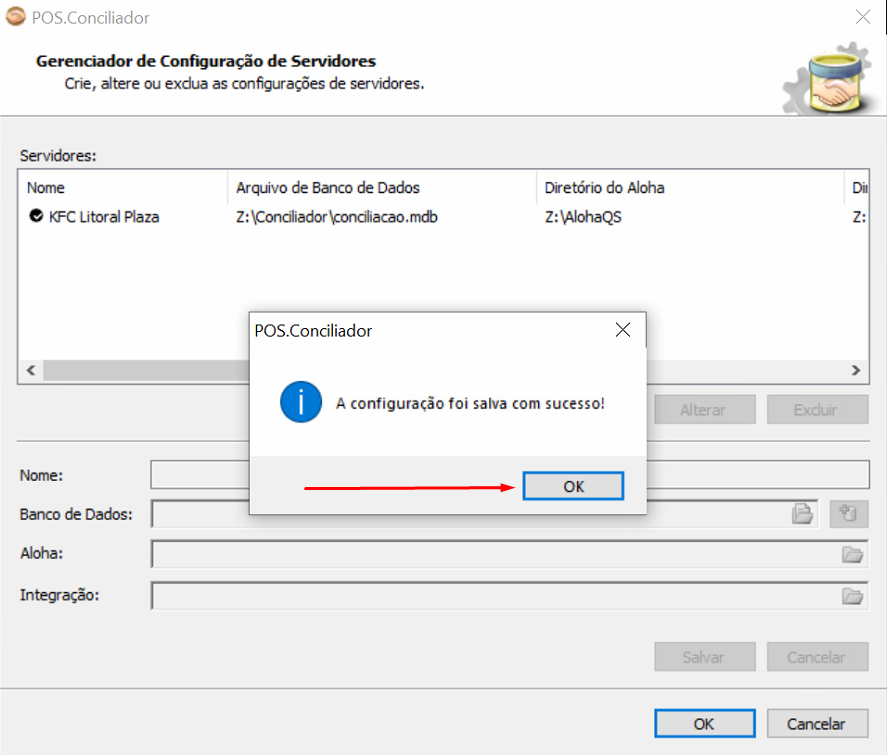 POS.Conciliador
Gerenciador de Configuração de Servidores
Crie, altere ou exclua as configurações de servidores.
Servidores:
Nome Arquivo de Banco de Dados Diretório do Aloha Di
KFC Litoral Plaza Z:\Conciliador\conciliacao.mdb Z:\AlohaQS Z:
POS.Conciliador
A configuração foi salva com sucesso!
OK
Alterar Excluir
Nome:
Banco de Dados:
Aloha:
Integração:
Salvar Cancelar
OK Cancelar